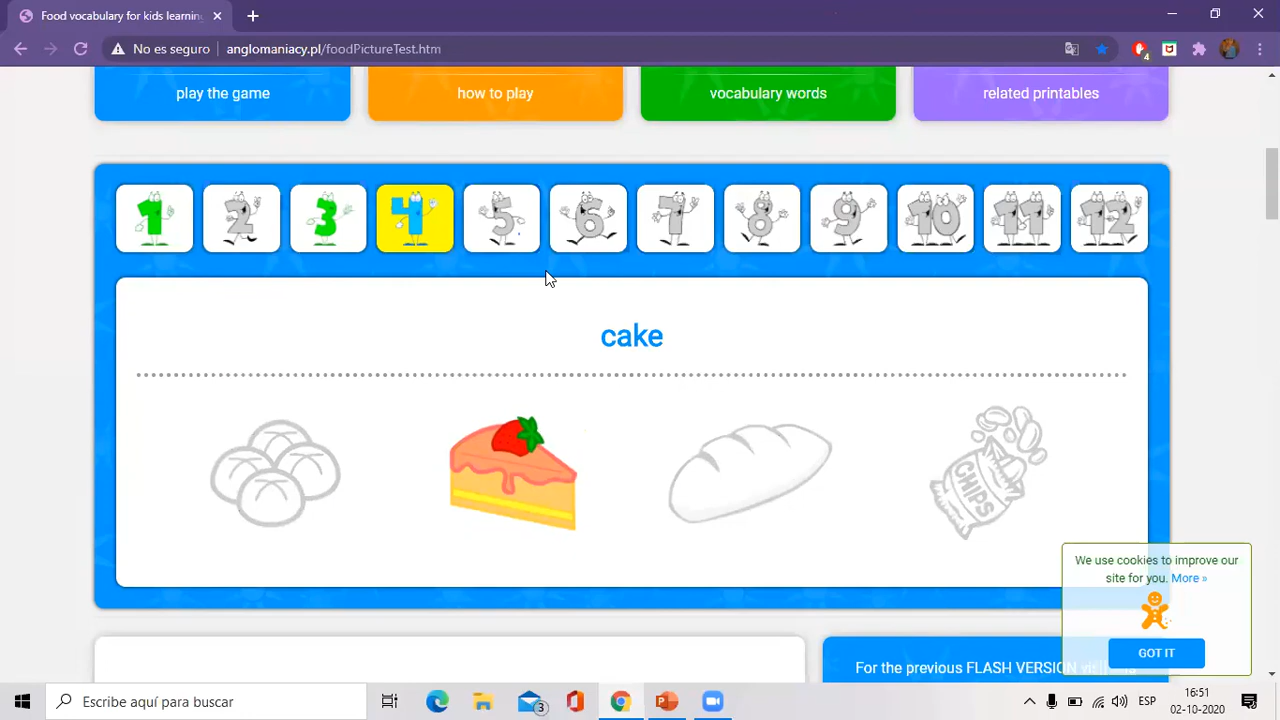 Food vocabulary for kids learning
No es seguro
anglomaniacy.pl/foodPictureTest.htm
4
play the game
how to play
vocabulary words
related printables
1
2
3
4
5
6
7
8
9
10
11
12
cake
CHIPS
We use cookies to improve our
site for you. More »
GOT IT
For the previous FLASH VERSION
Escribe aquí para buscar
3
ESP
16:51
02-10-2020